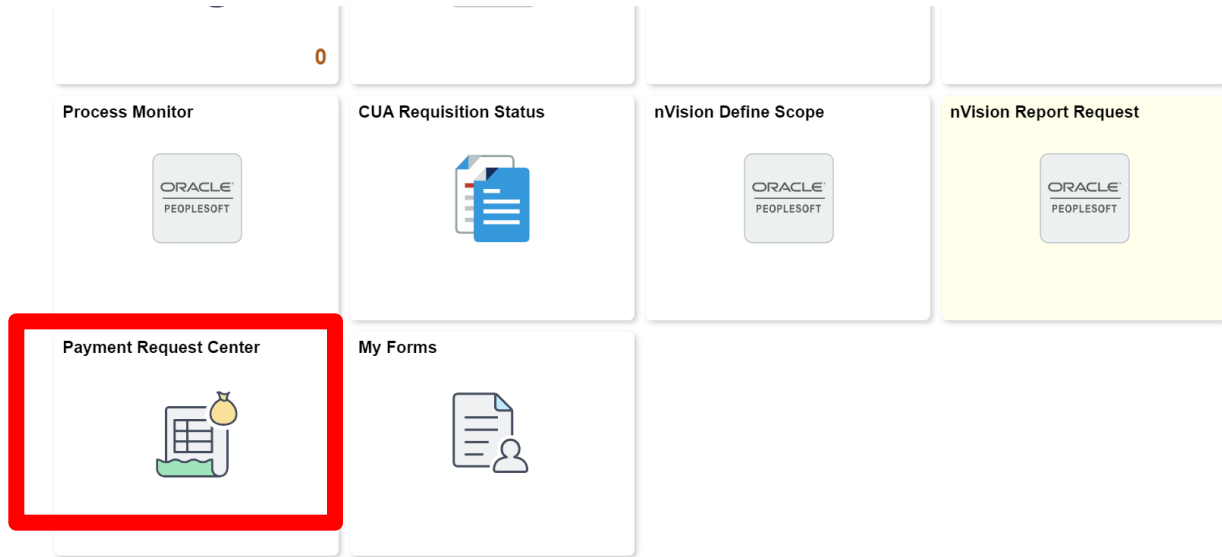 0
Process Monitor
CUA Requisition Status
nVision Define Scope
nVision Report Request
ORACLE
PEOPLESOFT
ORACLE
PEOPLESOFT
ORACLE
PEOPLESOFT
Payment Request Center
My Forms